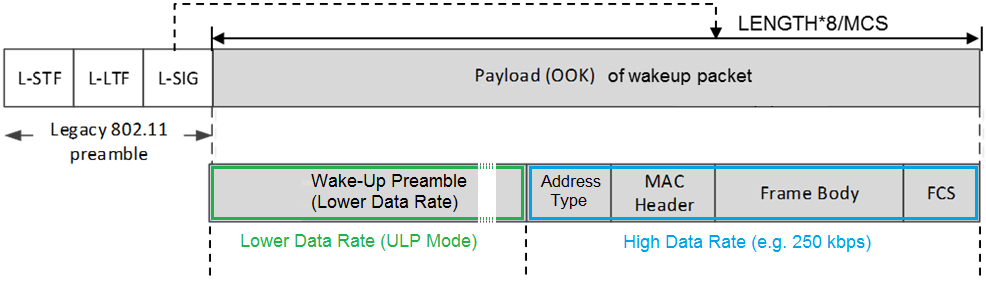 LENGTH*8/MCS
L-STF
L-LTF
L-SIG
Payload (OOK) of wakeup packet
Legacy 802.11
preamble
Wake-Up Preamble
(Lower Data Rate)
Address
Type
MAC
Header
Frame Body
FCS
Lower Data Rate (ULP Mode)
High Data Rate (e.g. 250 kbps)